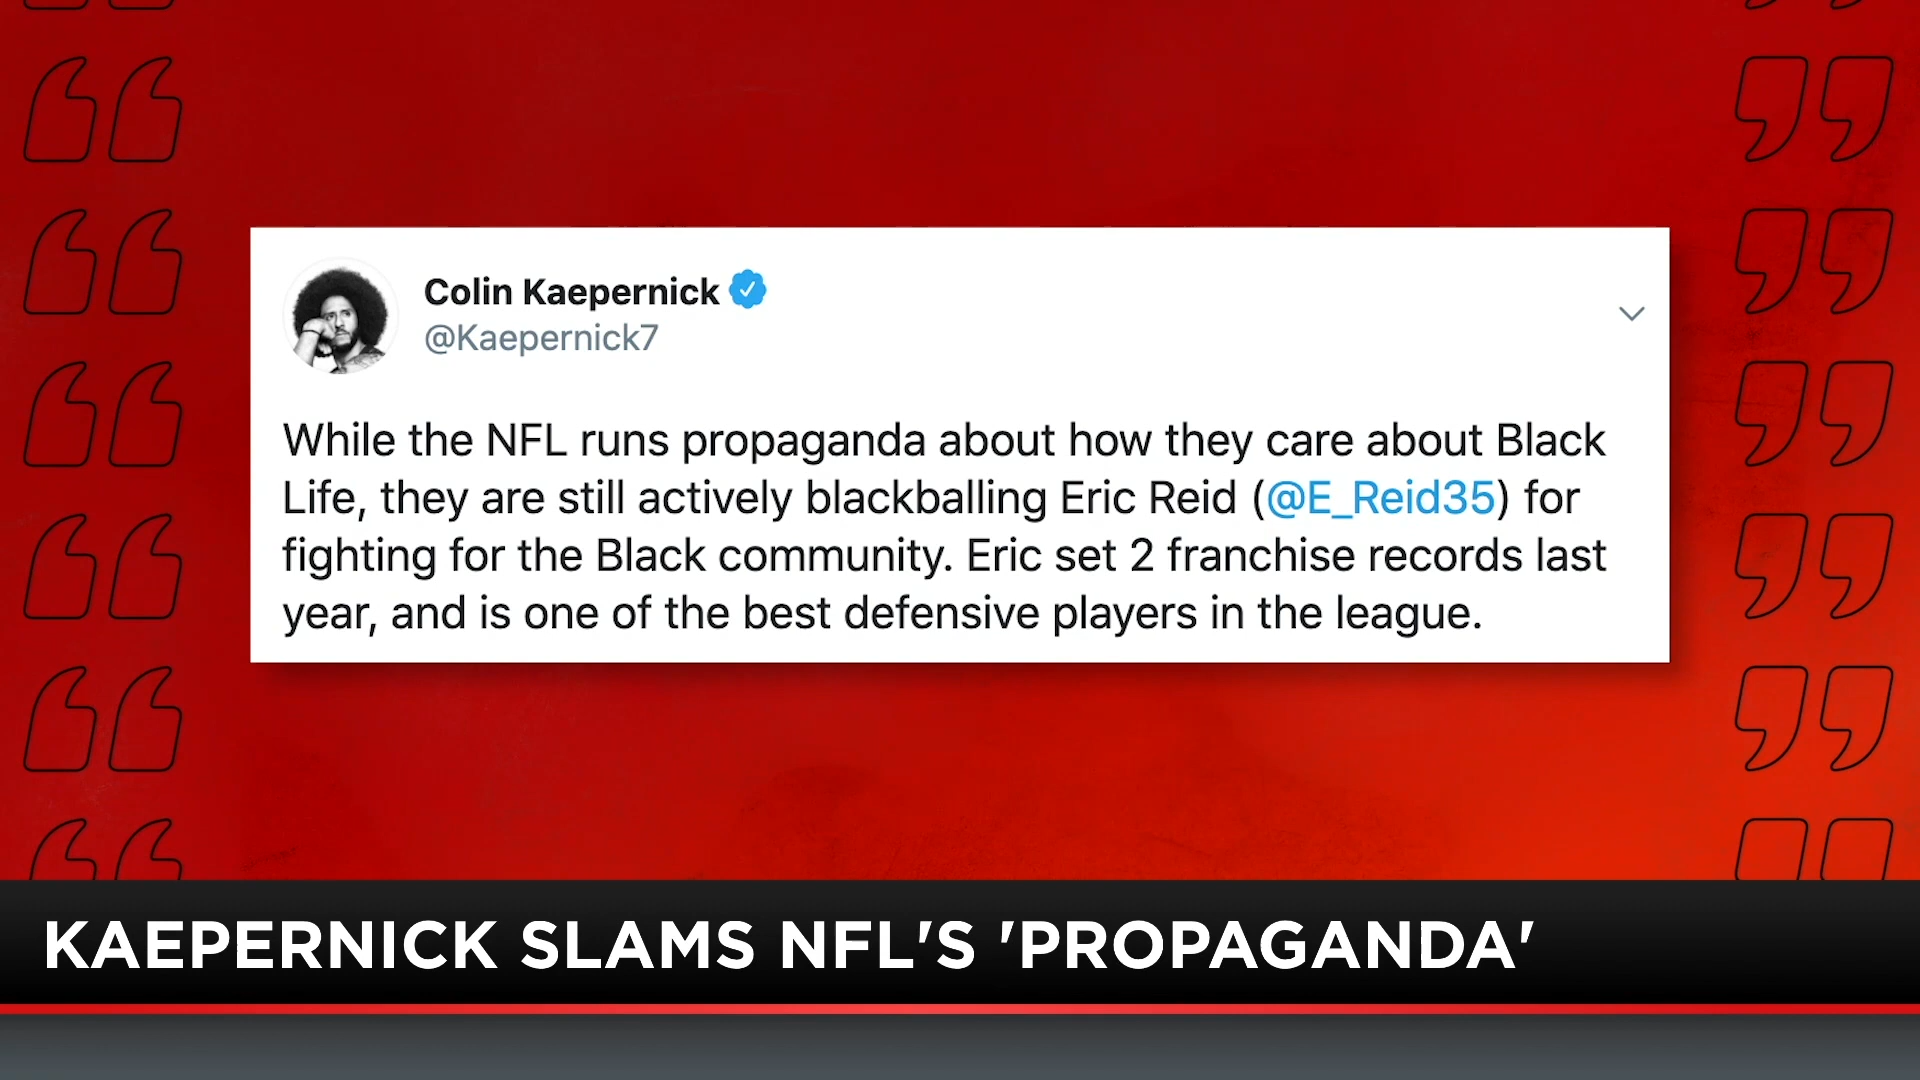 Colin Kaepernick
@Kaepernick7
While the NFL runs propaganda about how they care about Black
Life, they are still actively blackballing Eric Reid (@E_Reid35) for
fighting for the Black community. Eric set 2 franchise records last
year, and is one of the best defensive players in the league.
KAEPERNICK SLAMS NFL'S 'PROPAGANDA'